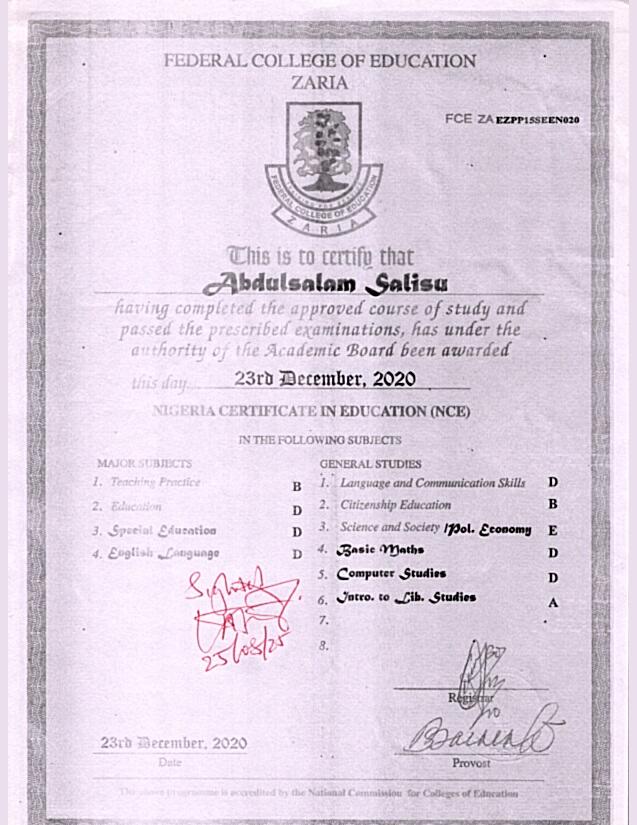 FEDERAL COLLEGE OF EDUCATION
ZARIA
FCE ZA EZPP15SEEN020
FEDERAL COLLEGE OF EDUCATION
ZARIA
This is to certify that
Abdulsalam Salisu
having completed the approved course of study and
passed the prescribed examinations, has under the
authority of the Academic Board been awarded
this day... 23rd December, 2020
NIGERIA CERTIFICATE IN EDUCATION (NCE)
IN THE FOLLOWING SUBJECTS
MAJOR SUBJECTS
1. Teaching Practice B
2. Education D
3. Special Education D
4. English Language D
GENERAL STUDIES
1. Language and Communication Skills D
2. Citizenship Education B
3. Science and Society /Pol. Economy E
4. Basic Maths D
5. Computer Studies D
6. Intro. to Lib. Studies A
7.
8.
Sighted
25/08/25
Registrar
23rd December, 2020
Date
Provost
The above programme is accredited by the National Commission for Colleges of Education